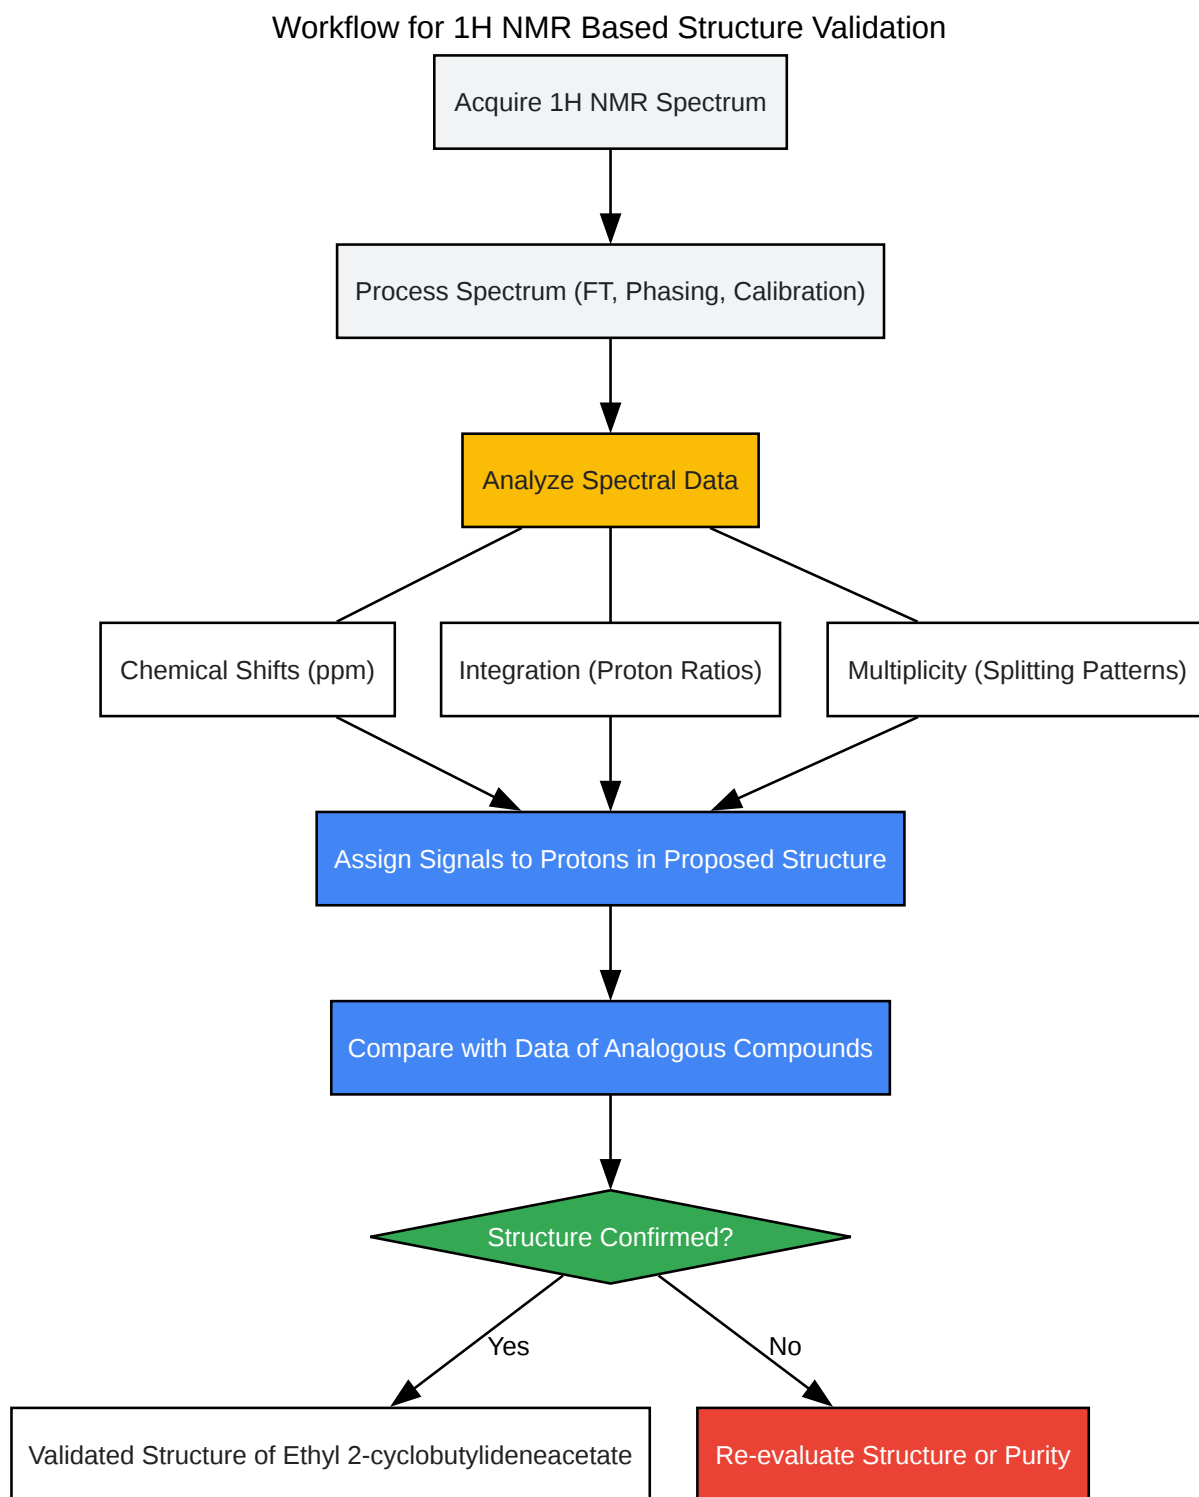 Workflow for 1H NMR Based Structure Validation
Acquire 1H NMR Spectrum
Process Spectrum (FT, Phasing, Calibration)
Analyze Spectral Data
Chemical Shifts (ppm)
Integration (Proton Ratios)
Multiplicity (Splitting Patterns)
Assign Signals to Protons in Proposed Structure
Compare with Data of Analogous Compounds
Structure Confirmed?
Yes
No
Validated Structure of Ethyl 2-cyclobutylideneacetate
Re-evaluate Structure or Purity